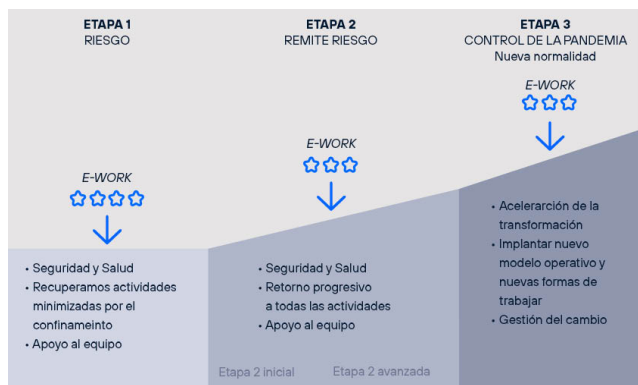 ETAPA 1
RIESGO
E-WORK
• Seguridad y Salud
• Recuperamos actividades
minimizadas por el
confinameinto
• Apoyo al equipo
ETAPA 2
REMITE RIESGO
E-WORK
• Seguridad y Salud
• Retorno progresivo
a todas las actividades
• Apoyo al equipo
Etapa 2 inicial
Etapa 2 avanzada
ETAPA 3
CONTROL DE LA PANDEMIA
Nueva normalidad
E-WORK
• Acelerarción de la
transformación
• Implantar nuevo
modelo operativo y
nuevas formas de
trabajar
• Gestión del cambio